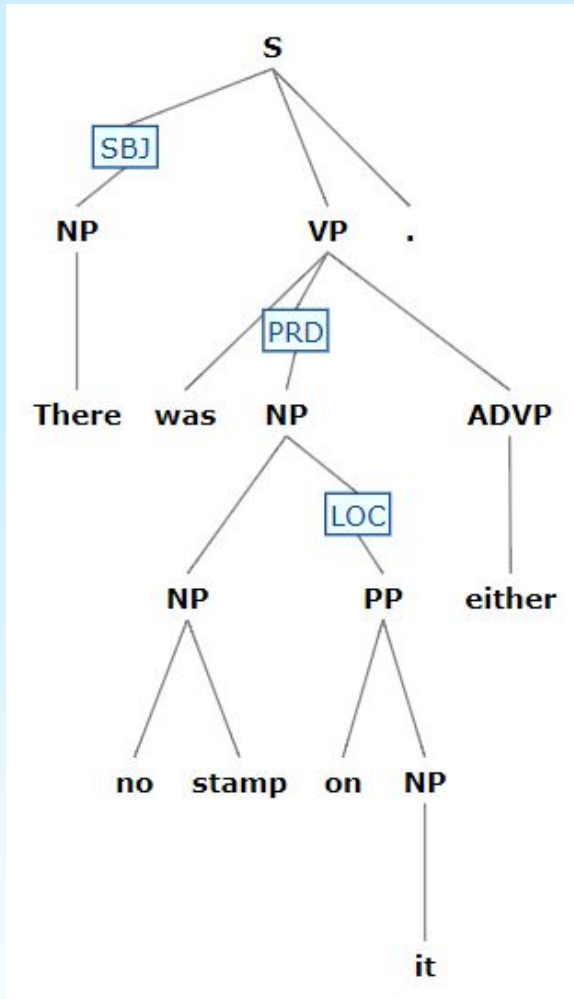 S
SBJ
NP VP .
PRD
There was NP ADVP
LOC
NP PP either
no stamp on NP
it